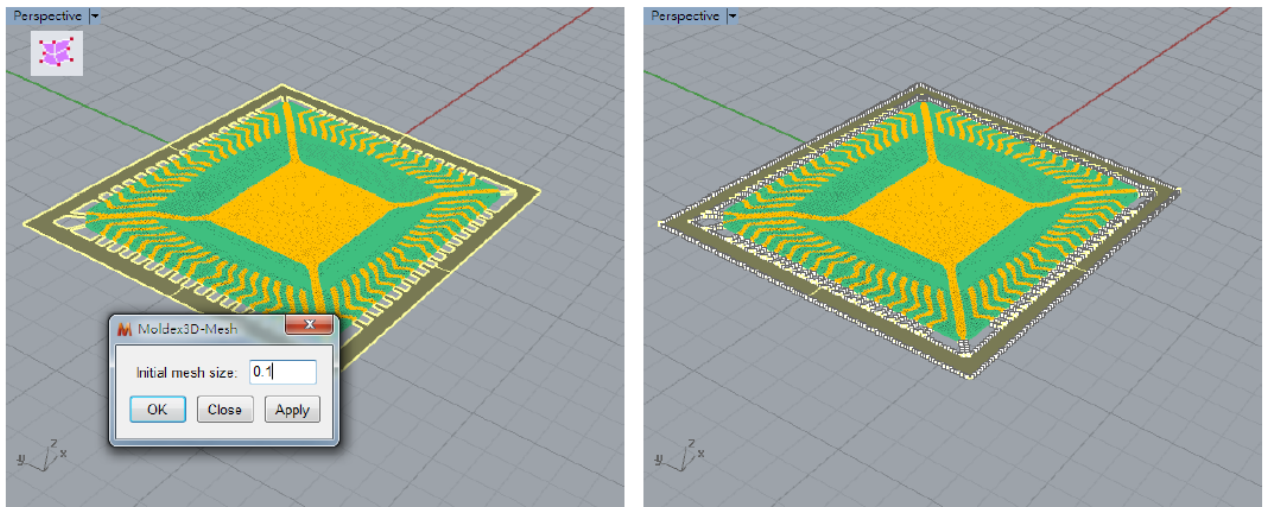 Perspective
Moldex3D-Mesh
Initial mesh size: 0.1
OK Close Apply
z
y x
Perspective
z
y x